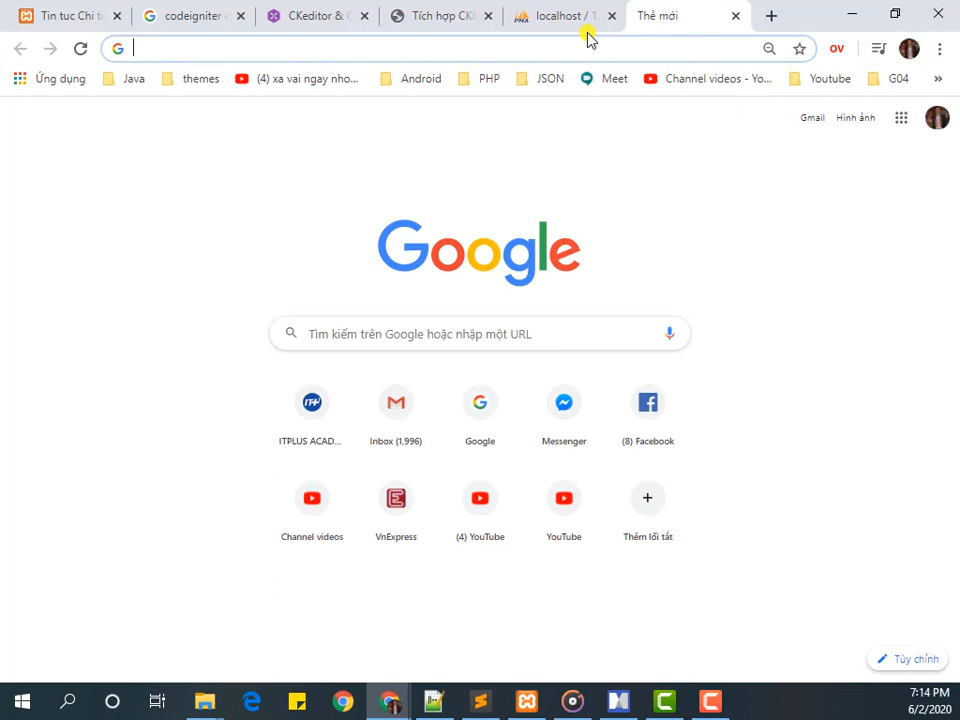 Tin tuc Chi ti
codeigniter c
CKeditor & C
Tích hợp CKE
localhost / 1
Thẻ mới
OV
Ứng dụng
Java
themes
(4) xa vai ngay nho...
Android
PHP
JSON
Meet
Channel videos - Yo...
Youtube
G04
»
Gmail
Hình ảnh
Google
Tìm kiếm trên Google hoặc nhập một URL
ITPLUS ACAD...
Inbox (1,996)
Google
Messenger
(8) Facebook
Channel videos
VnExpress
(4) YouTube
YouTube
Thêm lối tắt
Tùy chỉnh
7:14 PM
6/2/2020